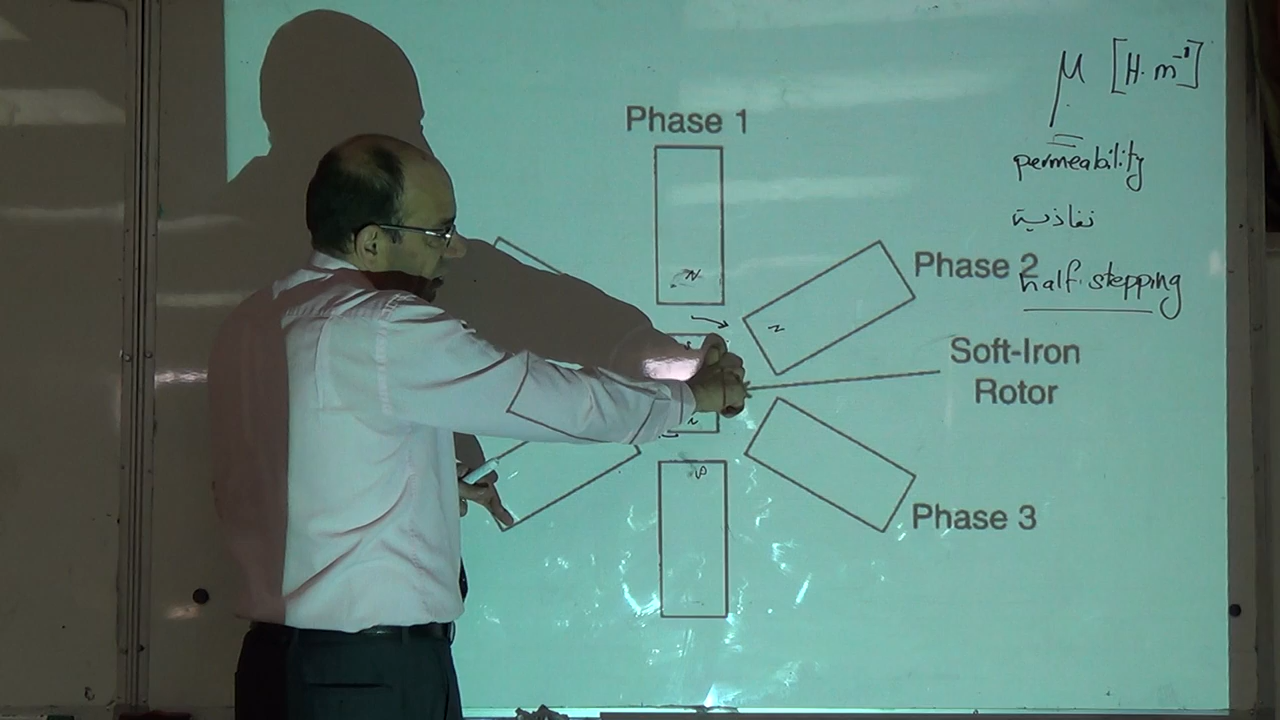 μ [H·m⁻¹]
Phase 1
permeability
نفاذية
Phase 2
half stepping
N
N
Soft-Iron
Rotor
N
S
Phase 3